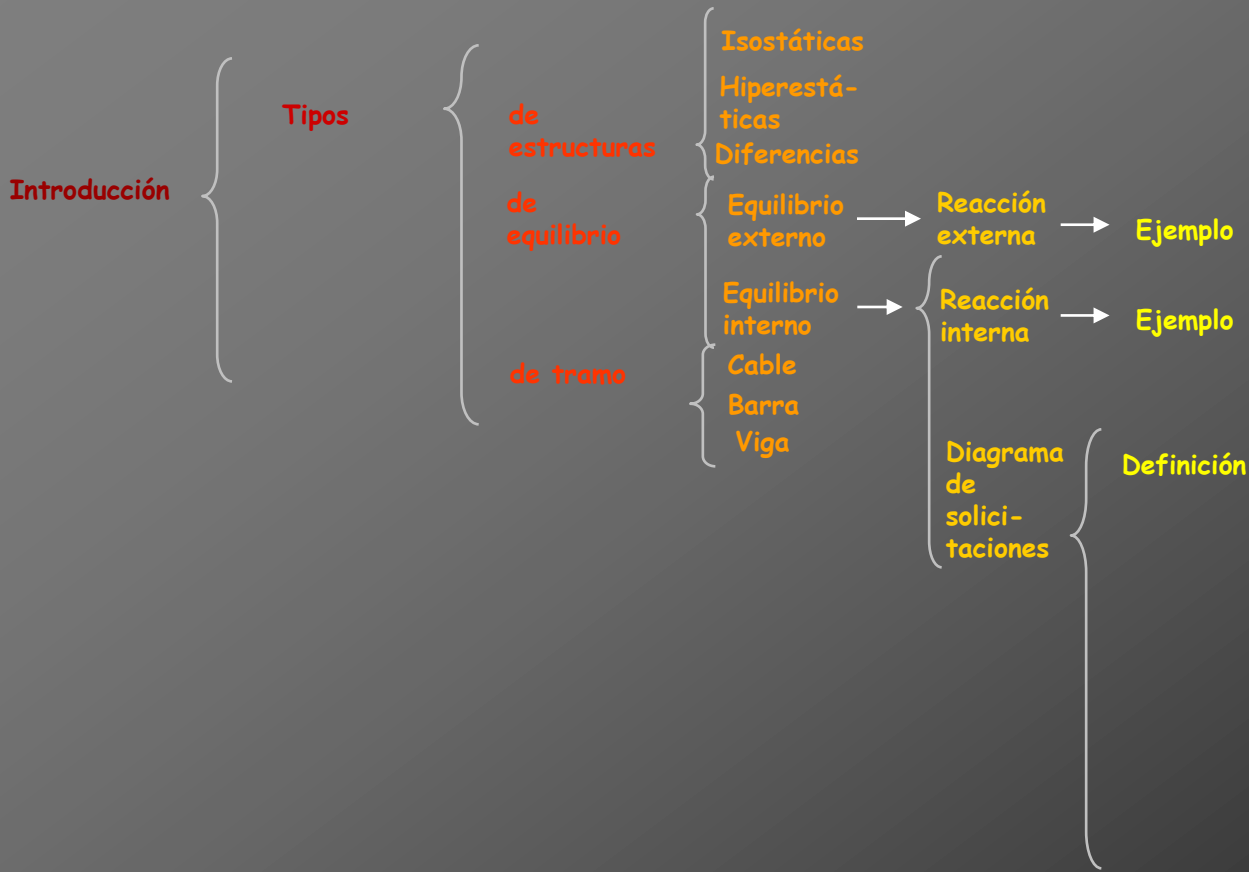 Introducción
Tipos
de
estructuras
Isostáticas
Hiperestá-
ticas
Diferencias
de
equilibrio
Equilibrio
externo
Reacción
externa
Ejemplo
Equilibrio
interno
Reacción
interna
Ejemplo
Diagrama
de
solici-
taciones
Definición
de tramo
Cable
Barra
Viga